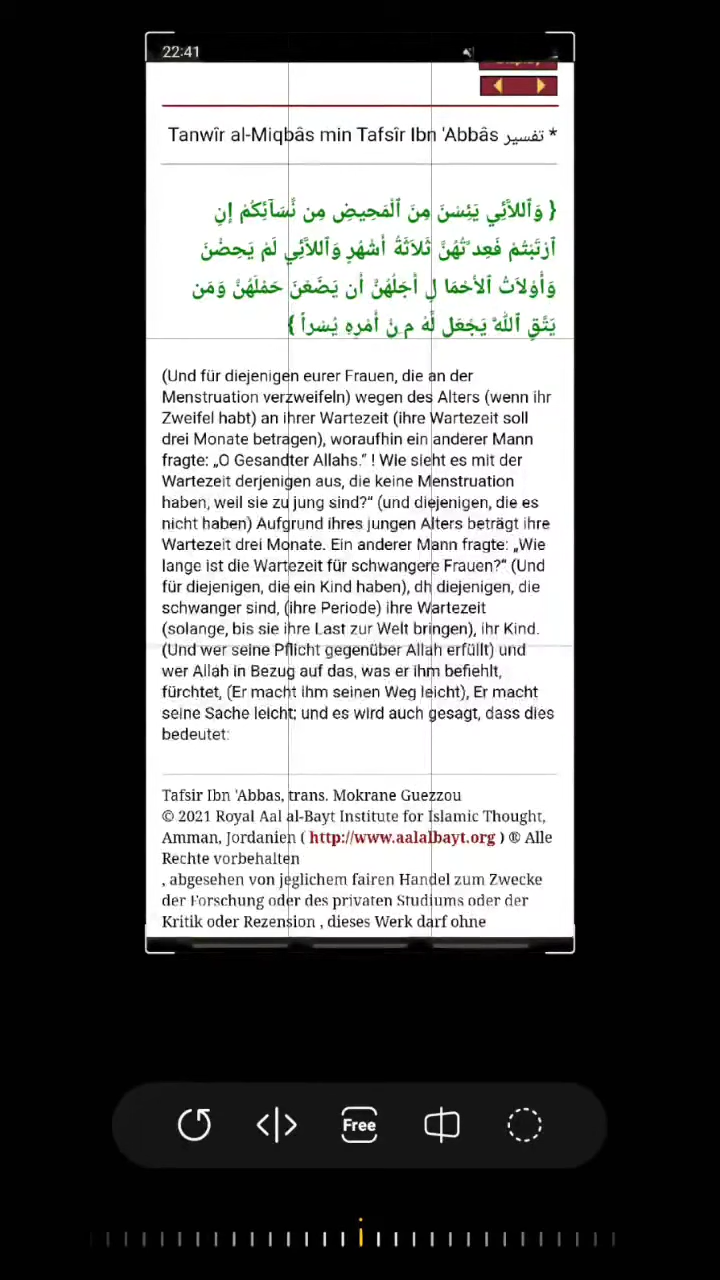 22:41
Tanwîr al-Miqbâs min Tafsîr Ibn 'Abbâs تفسير *
{ وَٱللاَّئِي يَئِسْنَ مِنَ ٱلْمَحِيضِ مِن نِّسَآئِكُمْ إِنِ
ٱرْتَبْتُمْ فَعِدَّتُهُنَّ ثَلاَثَةُ أَشْهُرٍ وَٱللاَّئِي لَمْ يَحِضْنَ
وَأُوْلاَتُ ٱلأَحْمَا لِ أَجَلُهُنَّ أَن يَضَعْنَ حَمْلَهُنَّ وَمَن
يَتَّقِ ٱللَّهَ يَجْعَل لَّهُ مِ نْ أَمْرِهِ يُسْراً }
(Und für diejenigen eurer Frauen, die an der
Menstruation verzweifeln) wegen des Alters (wenn ihr
Zweifel habt) an ihrer Wartezeit (ihre Wartezeit soll
drei Monate betragen), woraufhin ein anderer Mann
fragte: „O Gesandter Allahs.“ ! Wie sieht es mit der
Wartezeit derjenigen aus, die keine Menstruation
haben, weil sie zu jung sind?“ (und diejenigen, die es
nicht haben) Aufgrund ihres jungen Alters beträgt ihre
Wartezeit drei Monate. Ein anderer Mann fragte: „Wie
lange ist die Wartezeit für schwangere Frauen?“ (Und
für diejenigen, die ein Kind haben), dh diejenigen, die
schwanger sind, (ihre Periode) ihre Wartezeit
(solange, bis sie ihre Last zur Welt bringen), ihr Kind.
(Und wer seine Pflicht gegenüber Allah erfüllt) und
wer Allah in Bezug auf das, was er ihm befiehlt,
fürchtet, (Er macht ihm seinen Weg leicht), Er macht
seine Sache leicht; und es wird auch gesagt, dass dies
bedeutet:
Tafsir Ibn 'Abbas, trans. Mokrane Guezzou
© 2021 Royal Aal al-Bayt Institute for Islamic Thought,
Amman, Jordanien ( http://www.aalalbayt.org ) ® Alle
Rechte vorbehalten
, abgesehen von jeglichem fairen Handel zum Zwecke
der Forschung oder des privaten Studiums oder der
Kritik oder Rezension , dieses Werk darf ohne
Free